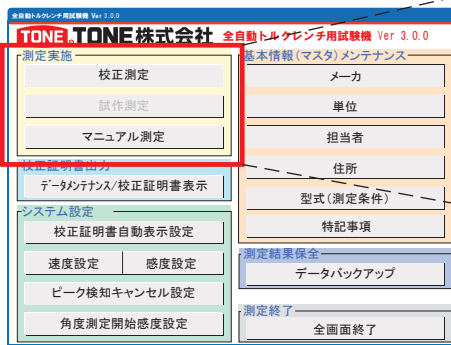 全自動トルクレンチ用試験機 Ver 3.0.0
TONE TONE株式会社 全自動トルクレンチ用試験機 Ver 3.0.0
測定実施
校正測定
試作測定
マニュアル測定
校正証明書出力
データメンテナンス/校正証明書表示
システム設定
校正証明書自動表示設定
速度設定 感度設定
ピーク検知キャンセル設定
角度測定開始感度設定
基本情報(マスタ)メンテナンス
メーカ
単位
担当者
住所
型式(測定条件)
特記事項
測定結果保全
データバックアップ
測定終了
全画面終了